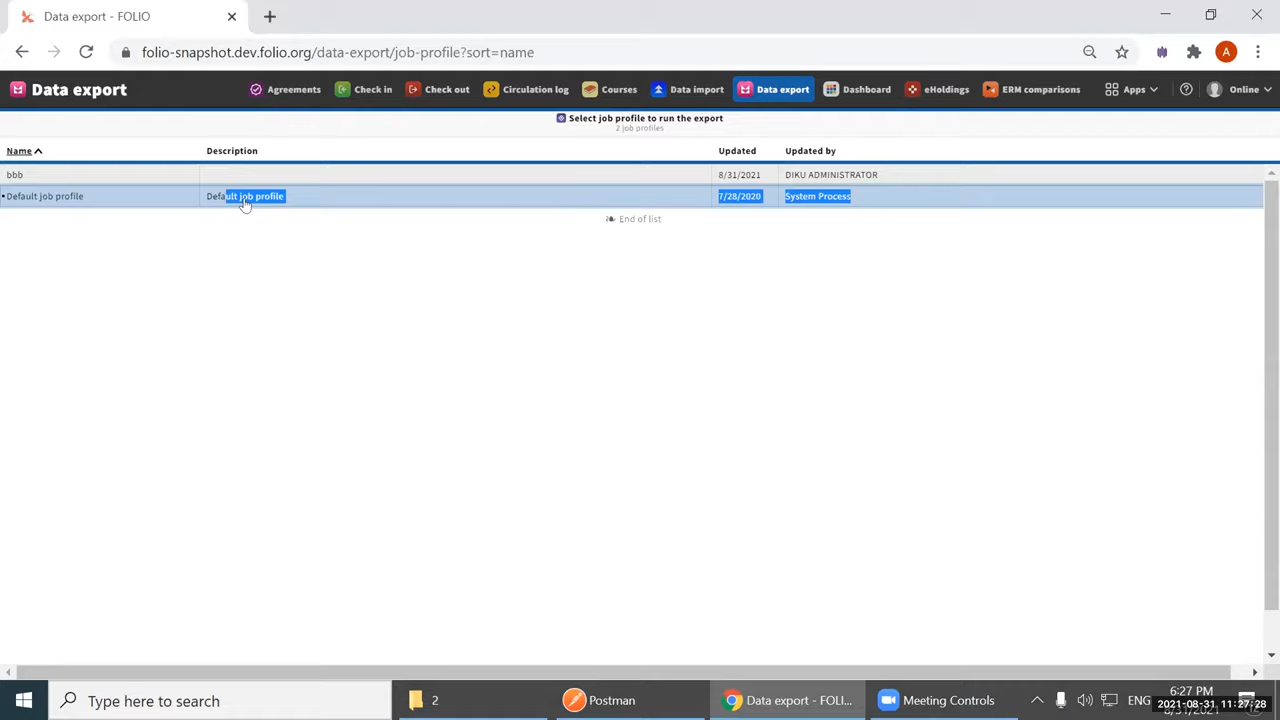 Data export - FOLIO
folio-snapshot.dev.folio.org/data-export/job-profile?sort=name
A
Data export Agreements Check in Check out Circulation log Courses Data import Data export Dashboard eHoldings ERM comparisons Apps Online
Select job profile to run the export
2 job profiles
Name Description Updated Updated by
bbb 8/31/2021 DIKU ADMINISTRATOR
Default job profile Default job profile 7/28/2020 System Process
End of list
Type here to search 2 Postman Data export - FOLI... Meeting Controls ENG 6:27 PM
2021-08-31 11:27:28